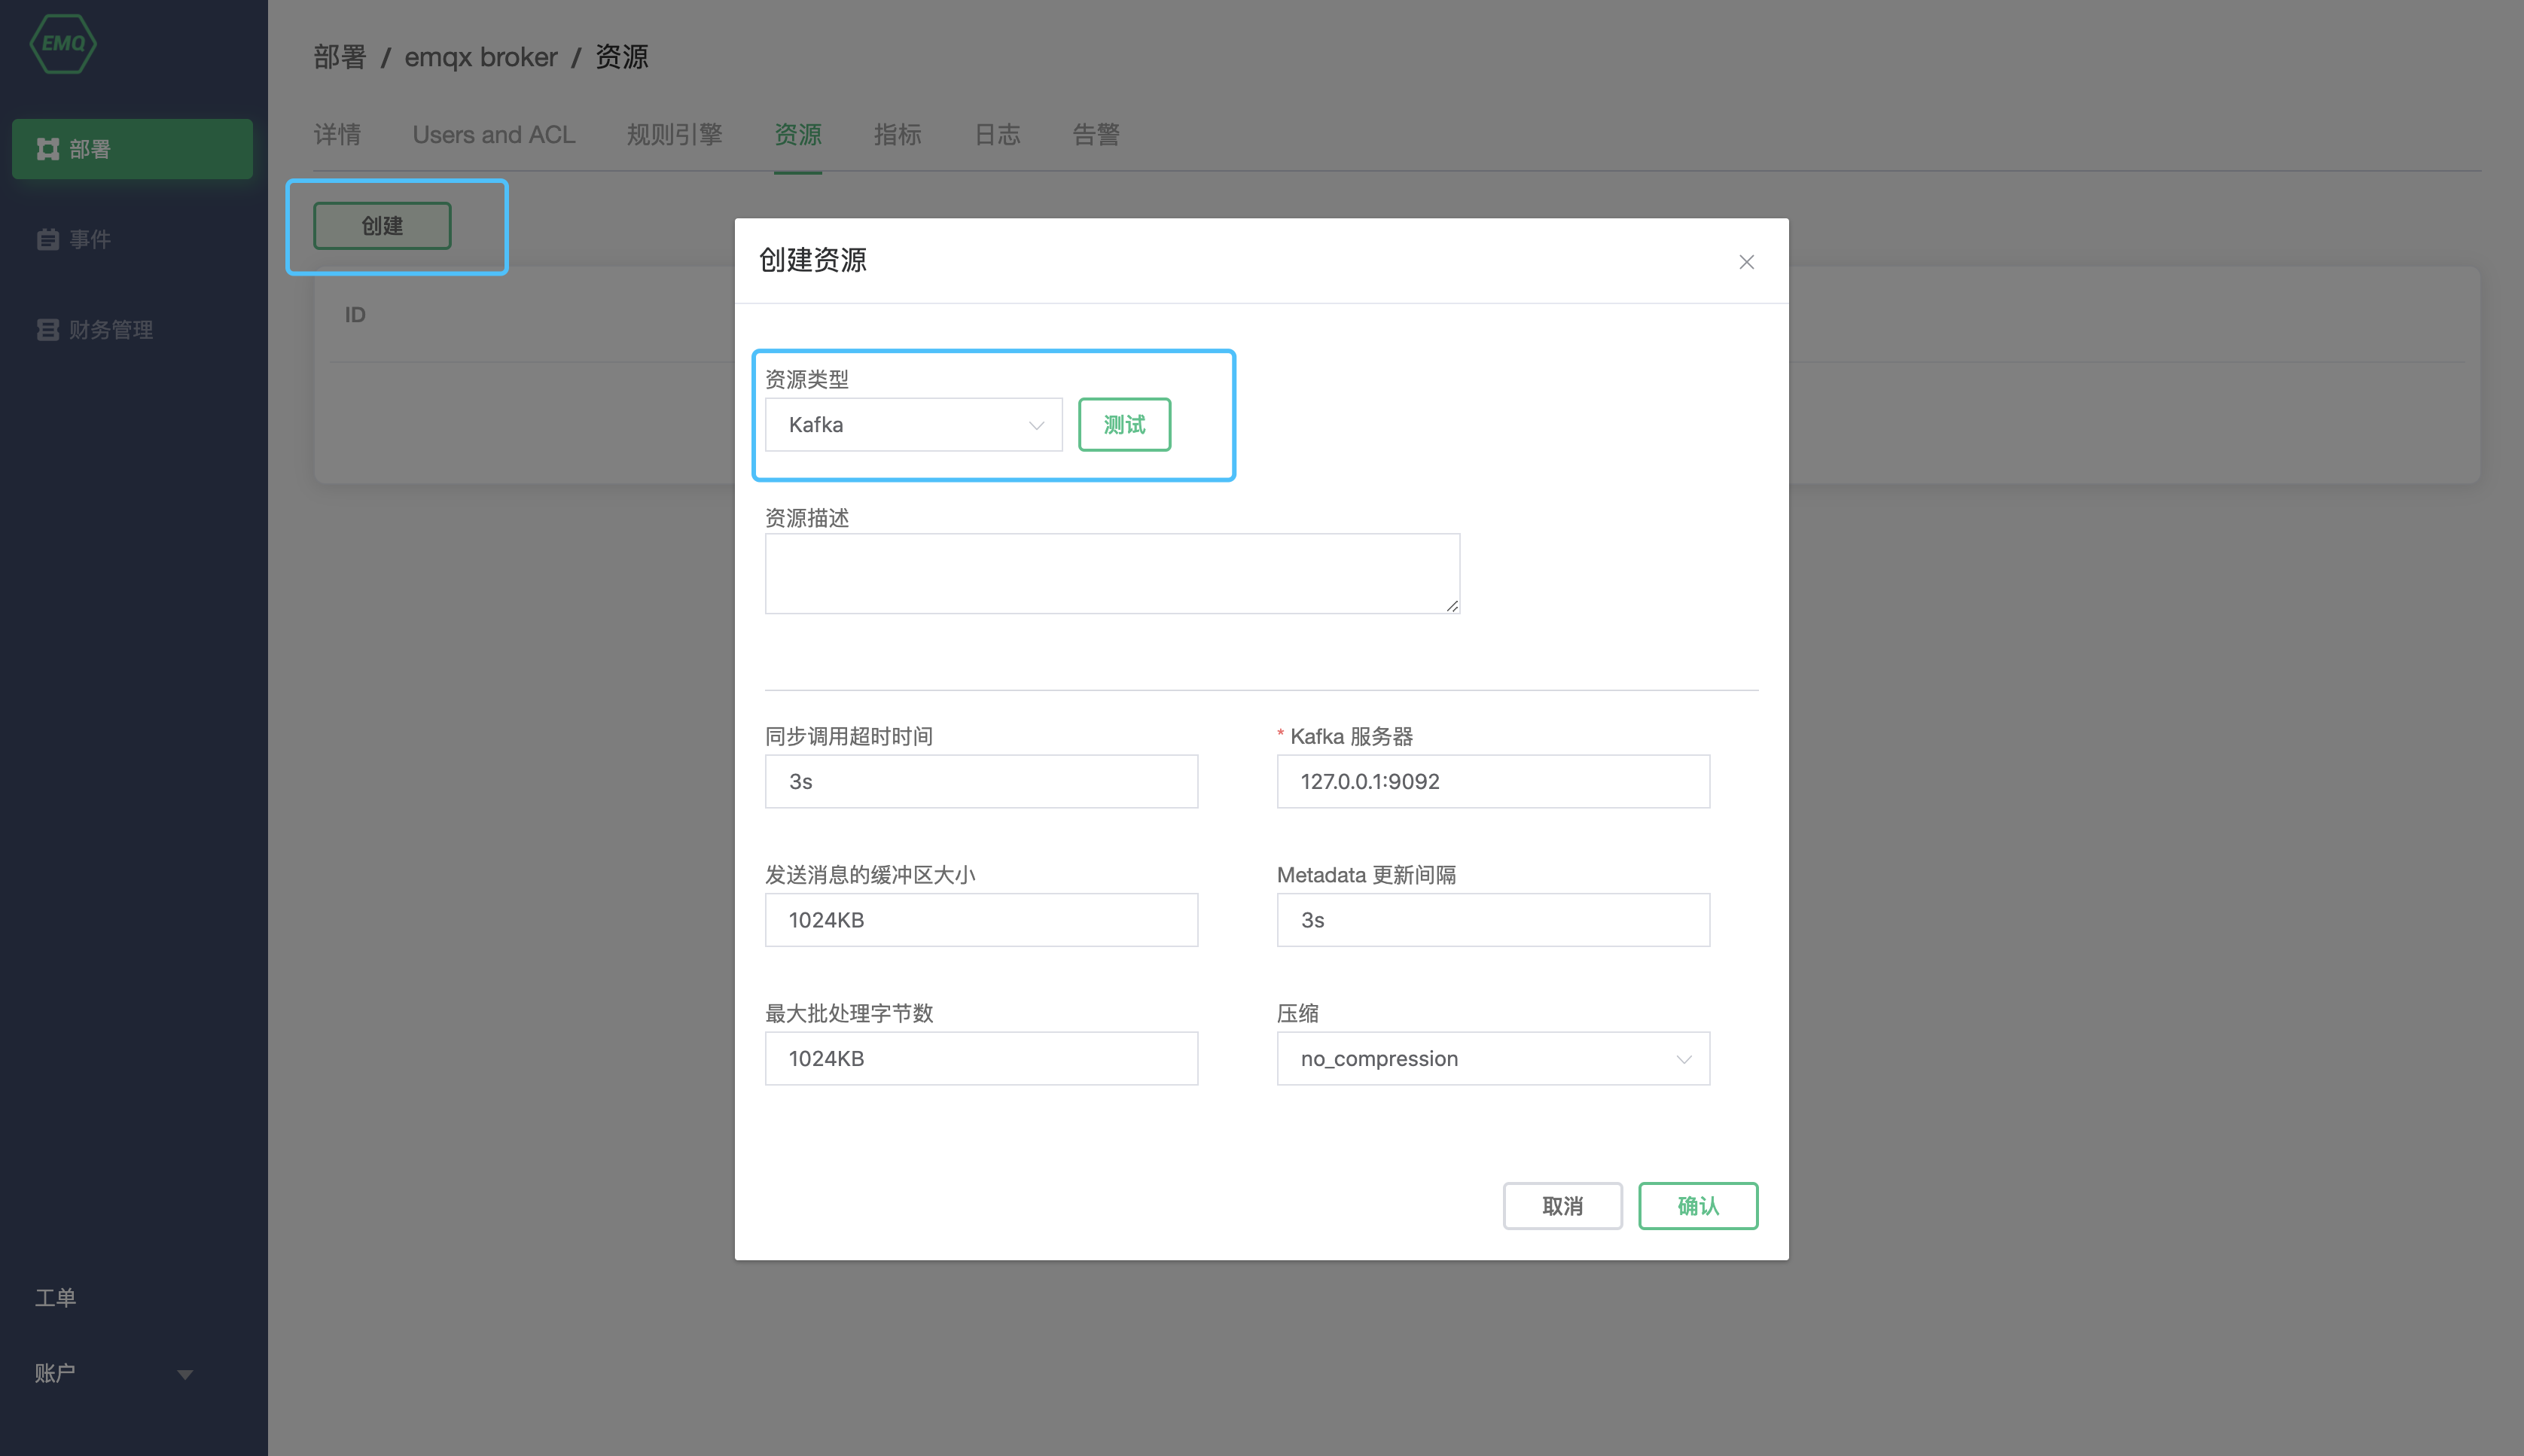 EMQ
部署
事件
财务管理
工单
账户
部署 / emqx broker / 资源
详情 Users and ACL 规则引擎 资源 指标 日志 告警
创建
ID
创建资源
资源类型
Kafka
测试
资源描述
同步调用超时时间
3s
* Kafka 服务器
127.0.0.1:9092
发送消息的缓冲区大小
1024KB
Metadata 更新间隔
3s
最大批处理字节数
1024KB
压缩
no_compression
取消 确认